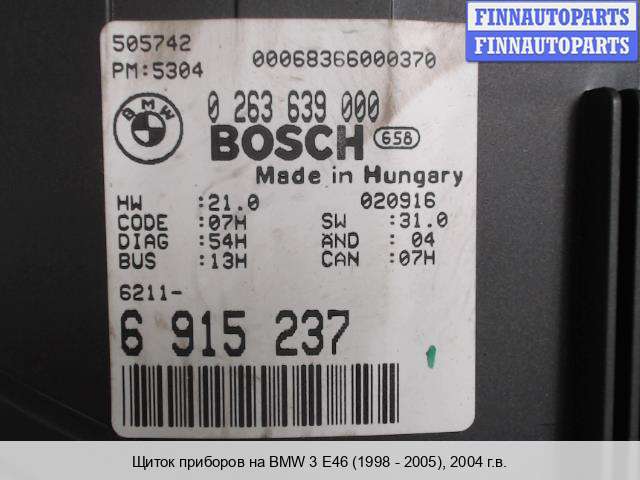 FINNAUTOPARTS
FINNAUTOPARTS
505742
PM:5304
00068366000370
BMW
0 263 639 000
BOSCH 658
Made in Hungary
HW :21.0 020916
CODE :07H SW :31.0
DIAG :54H ÄND : 04
BUS :13H CAN :07H
6211-
6 915 237
Щиток приборов на BMW 3 E46 (1998 - 2005), 2004 г.в.